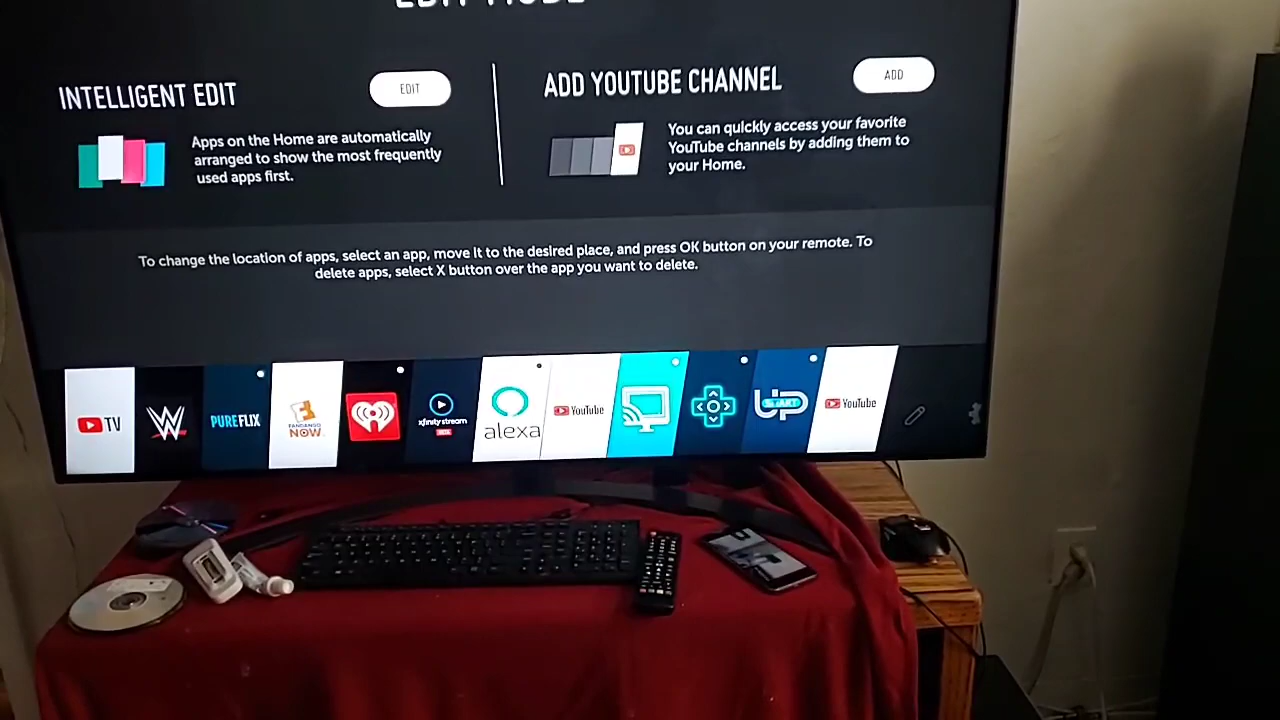 EDIT MODE
INTELLIGENT EDIT
EDIT
Apps on the Home are automatically
arranged to show the most frequently
used apps first.
ADD YOUTUBE CHANNEL
ADD
You can quickly access your favorite
YouTube channels by adding them to
your Home.
To change the location of apps, select an app, move it to the desired place, and press OK button on your remote. To
delete apps, select X button over the app you want to delete.
TV
W
PUREFLIX
FANDANGO
NOW
xfinity stream
BETA
alexa
YouTube
UP
YouTube